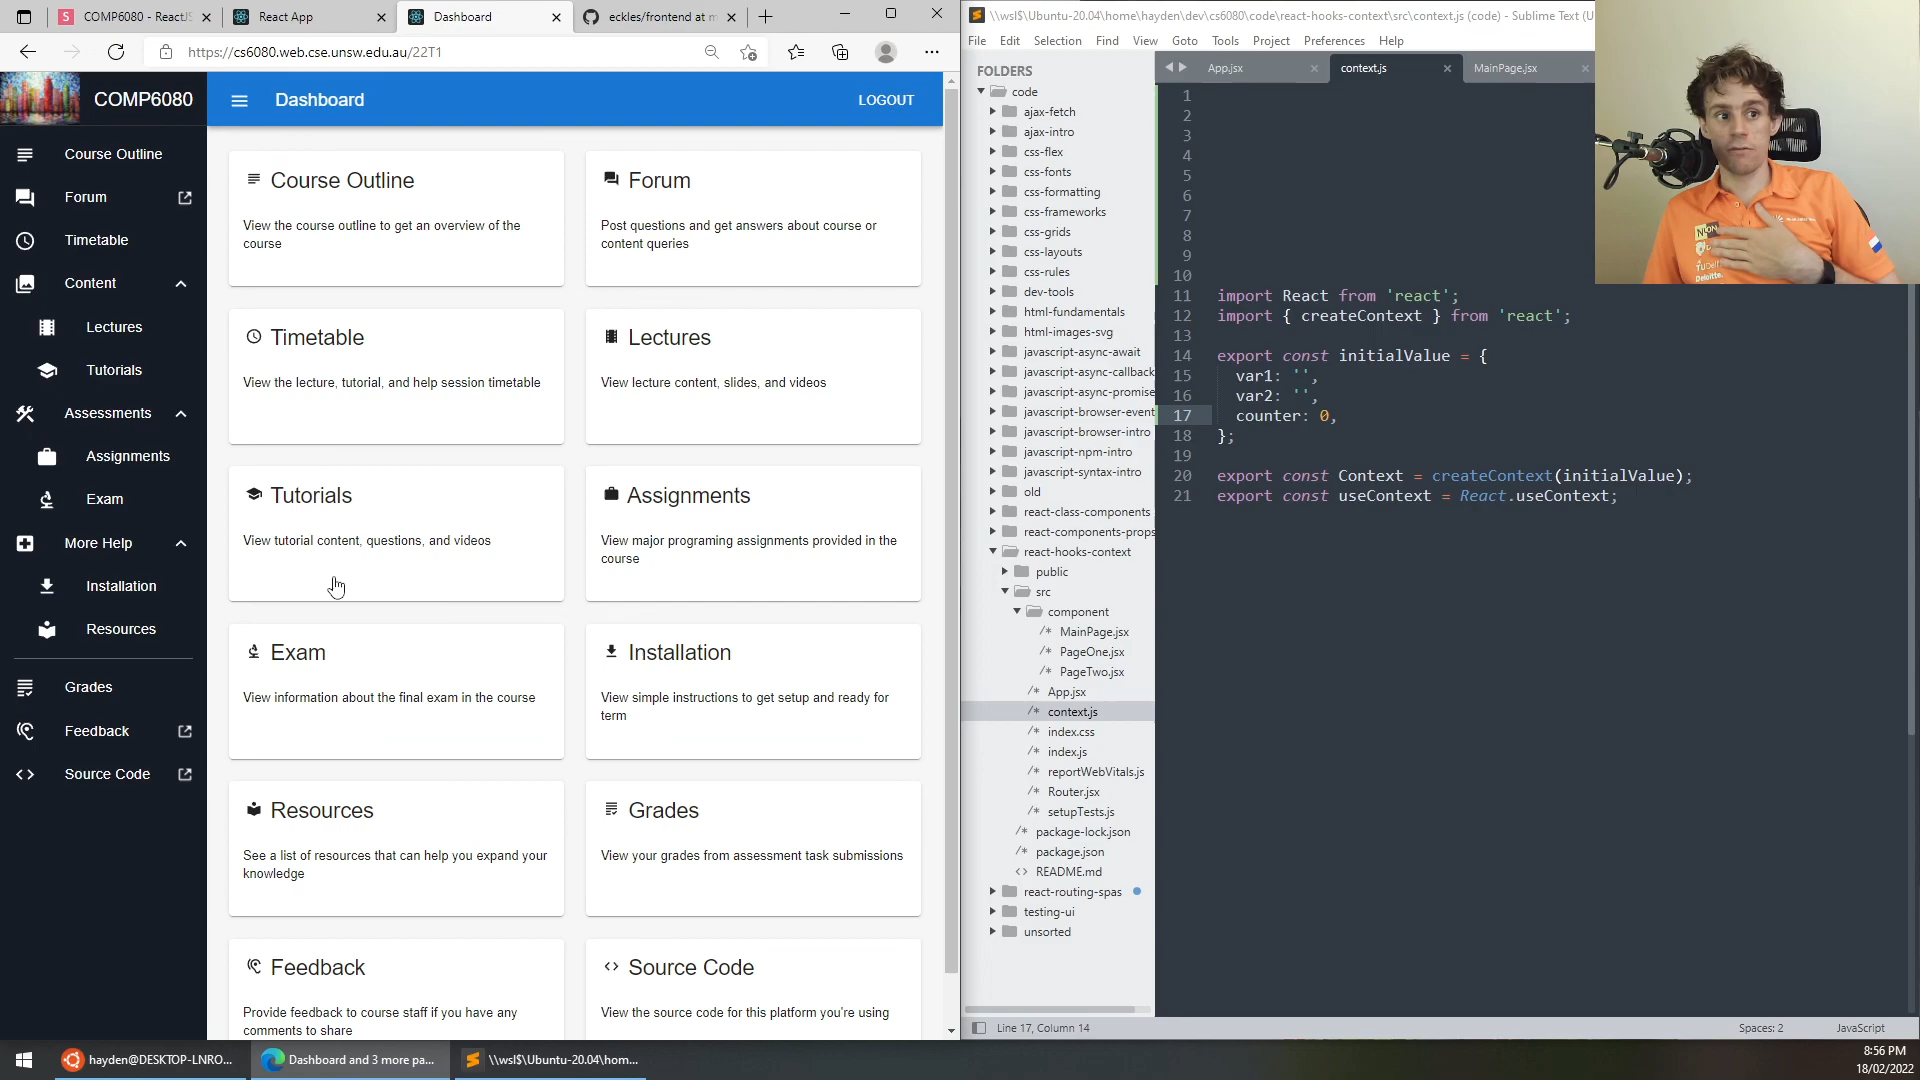 COMP6080 - ReactJS
React App
Dashboard
eckles/frontend at m
https://cs6080.web.cse.unsw.edu.au/22T1
COMP6080
Dashboard
LOGOUT
Course Outline
Forum
Timetable
Content
Lectures
Tutorials
Assessments
Assignments
Exam
More Help
Installation
Resources
Grades
Feedback
Source Code
Course Outline
View the course outline to get an overview of the
course
Forum
Post questions and get answers about course or
content queries
Timetable
View the lecture, tutorial, and help session timetable
Lectures
View lecture content, slides, and videos
Tutorials
View tutorial content, questions, and videos
Assignments
View major programing assignments provided in the
course
Exam
View information about the final exam in the course
Installation
View simple instructions to get setup and ready for
term
Resources
See a list of resources that can help you expand your
knowledge
Grades
View your grades from assessment task submissions
Feedback
Provide feedback to course staff if you have any
comments to share
Source Code
View the source code for this platform you're using
\\wsl$\Ubuntu-20.04\home\hayden\dev\cs6080\code\react-hooks-context\src\context.js (code) - Sublime Text (U
File Edit Selection Find View Goto Tools Project Preferences Help
FOLDERS
code
ajax-fetch
ajax-intro
css-flex
css-fonts
css-formatting
css-frameworks
css-grids
css-layouts
css-rules
dev-tools
html-fundamentals
html-images-svg
javascript-async-await
javascript-async-callback
javascript-async-promise
javascript-browser-event
javascript-browser-intro
javascript-npm-intro
javascript-syntax-intro
old
react-class-components
react-components-props
react-hooks-context
public
src
component
/* MainPage.jsx
/* PageOne.jsx
/* PageTwo.jsx
/* App.jsx
/* context.js
/* index.css
/* index.js
/* reportWebVitals.js
/* Router.jsx
/* setupTests.js
/* package-lock.json
/* package.json
<> README.md
react-routing-spas
testing-ui
unsorted
App.jsx
context.js
MainPage.jsx
1
2
3
4
5
6
7
8
9
10
11 import React from 'react';
12 import { createContext } from 'react';
13
14 export const initialValue = {
15 var1: '',
16 var2: '',
17 counter: 0,
18 };
19
20 export const Context = createContext(initialValue);
21 export const useContext = React.useContext;
TUDelft
Deloitte.
Line 17, Column 14
Spaces: 2
JavaScript
hayden@DESKTOP-LNRO...
Dashboard and 3 more pa...
\\wsl$\Ubuntu-20.04\hom...
8:56 PM
18/02/2022